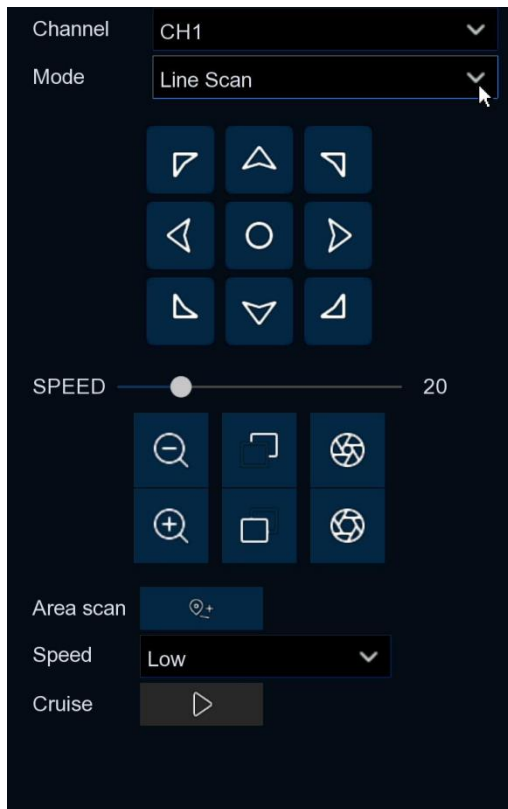 Channel CH1
Mode Line Scan
SPEED 20
Area scan
Speed Low
Cruise